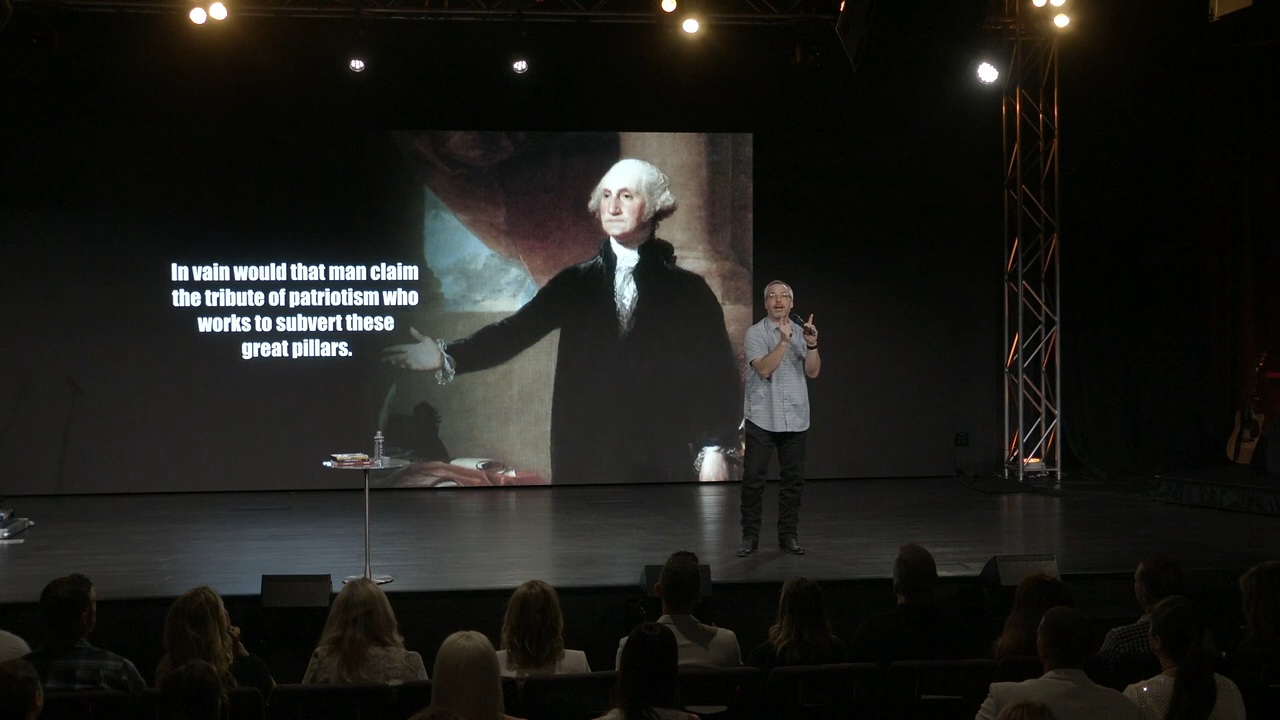 In vain would that man claim
the tribute of patriotism who
works to subvert these
great pillars.